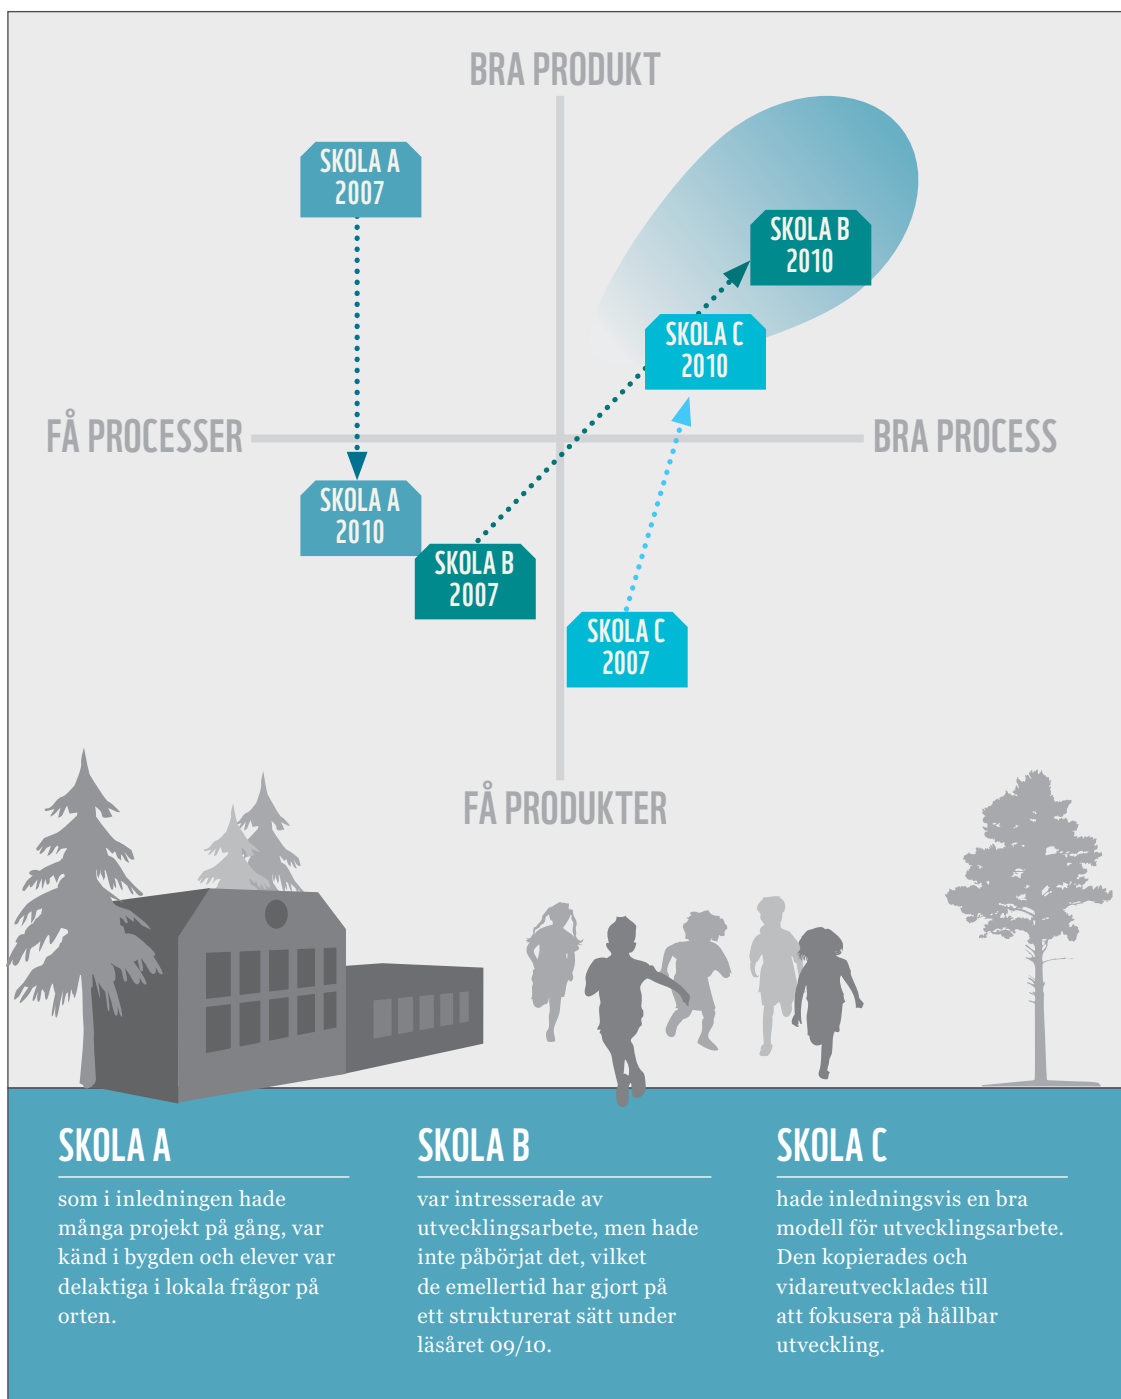 BRA PRODUKT
SKOLA A
2007
SKOLA B
2010
SKOLA C
2010
FÅ PROCESSER
BRA PROCESS
SKOLA A
2010
SKOLA B
2007
SKOLA C
2007
FÅ PRODUKTER
SKOLA A
som i inledningen hade
många projekt på gång, var
känd i bygden och elever var
delaktiga i lokala frågor på
orten.
SKOLA B
var intresserade av
utvecklingsarbete, men hade
inte påbörjat det, vilket
de emellertid har gjort på
ett strukturerat sätt under
läsåret 09/10.
SKOLA C
hade inledningsvis en bra
modell för utvecklingsarbete.
Den kopierades och
vidareutvecklades till
att fokusera på hållbar
utveckling.